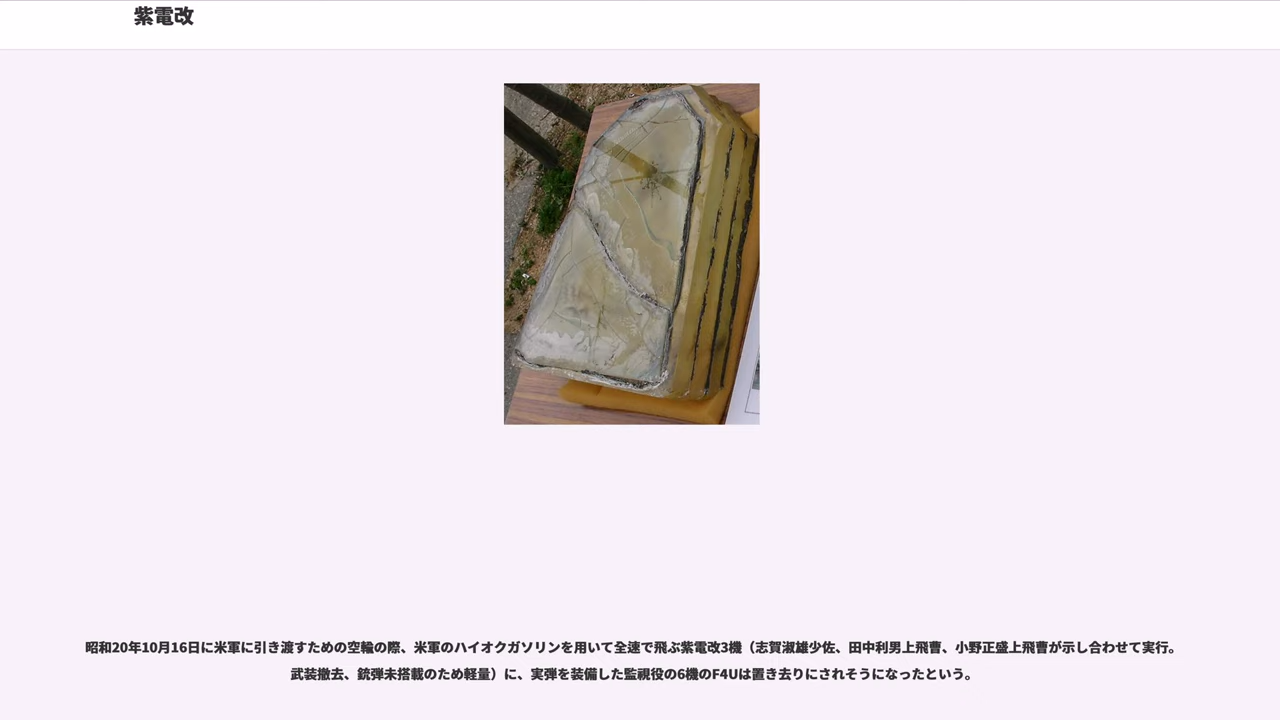 紫電改
昭和20年10月16日に米軍に引き渡すための空輸の際、米軍のハイオクガソリンを用いて全速で飛ぶ紫電改3機（志賀淑雄少佐、田中利男上飛曹、小野正盛上飛曹が示し合わせて実行。
武装撤去、銃弾未搭載のため軽量）に、実弾を装備した監視役の6機のF4Uは置き去りにされそうになったという。